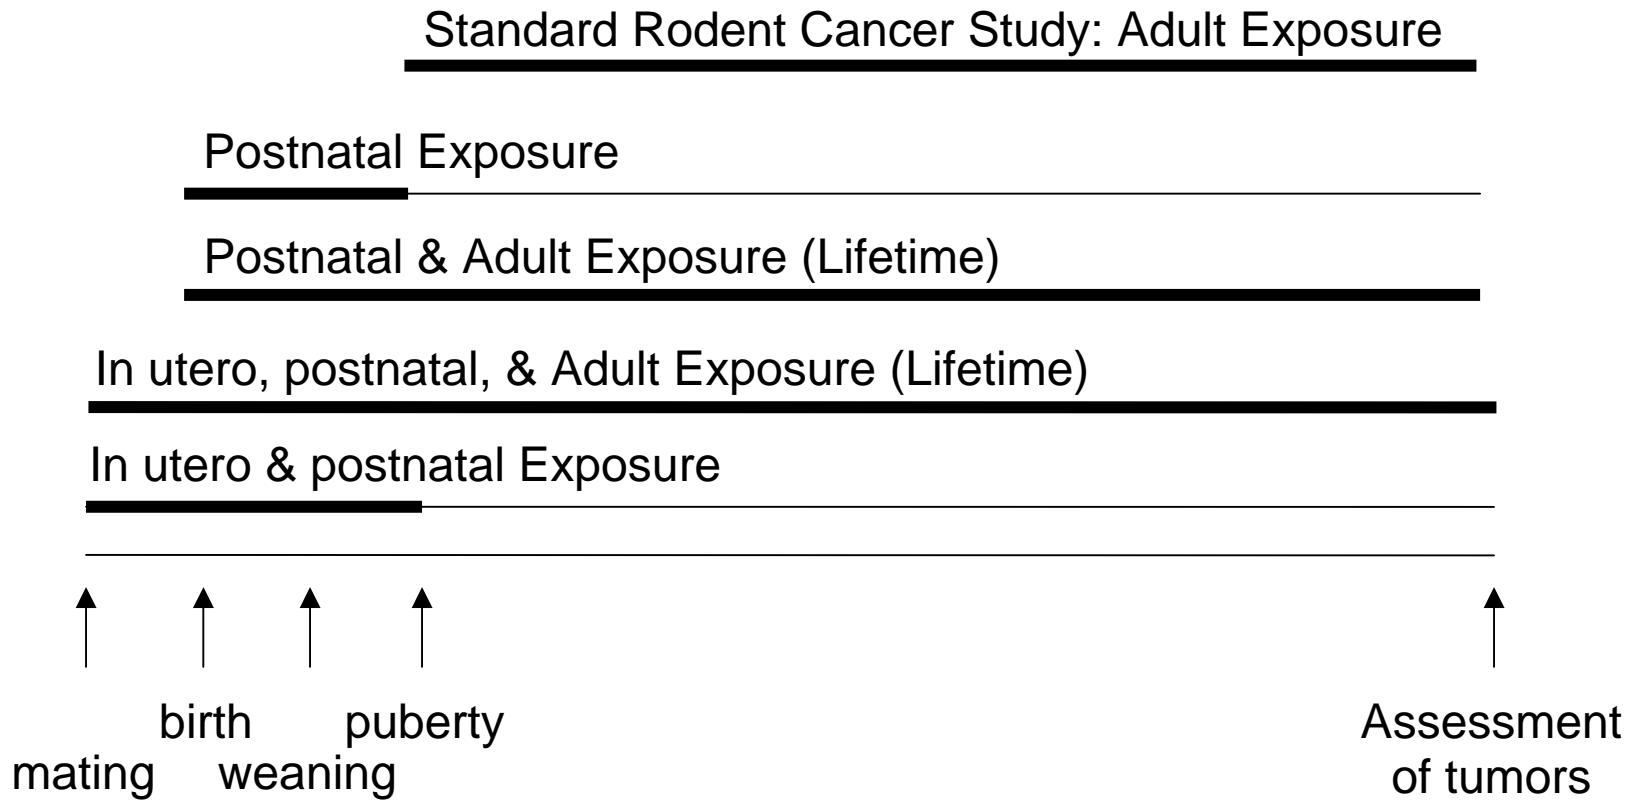 Standard Rodent Cancer Study: Adult Exposure
Postnatal Exposure
Postnatal & Adult Exposure (Lifetime)
In utero, postnatal, & Adult Exposure (Lifetime)
In utero & postnatal Exposure
birth
puberty
mating
weaning
Assessment
of tumors